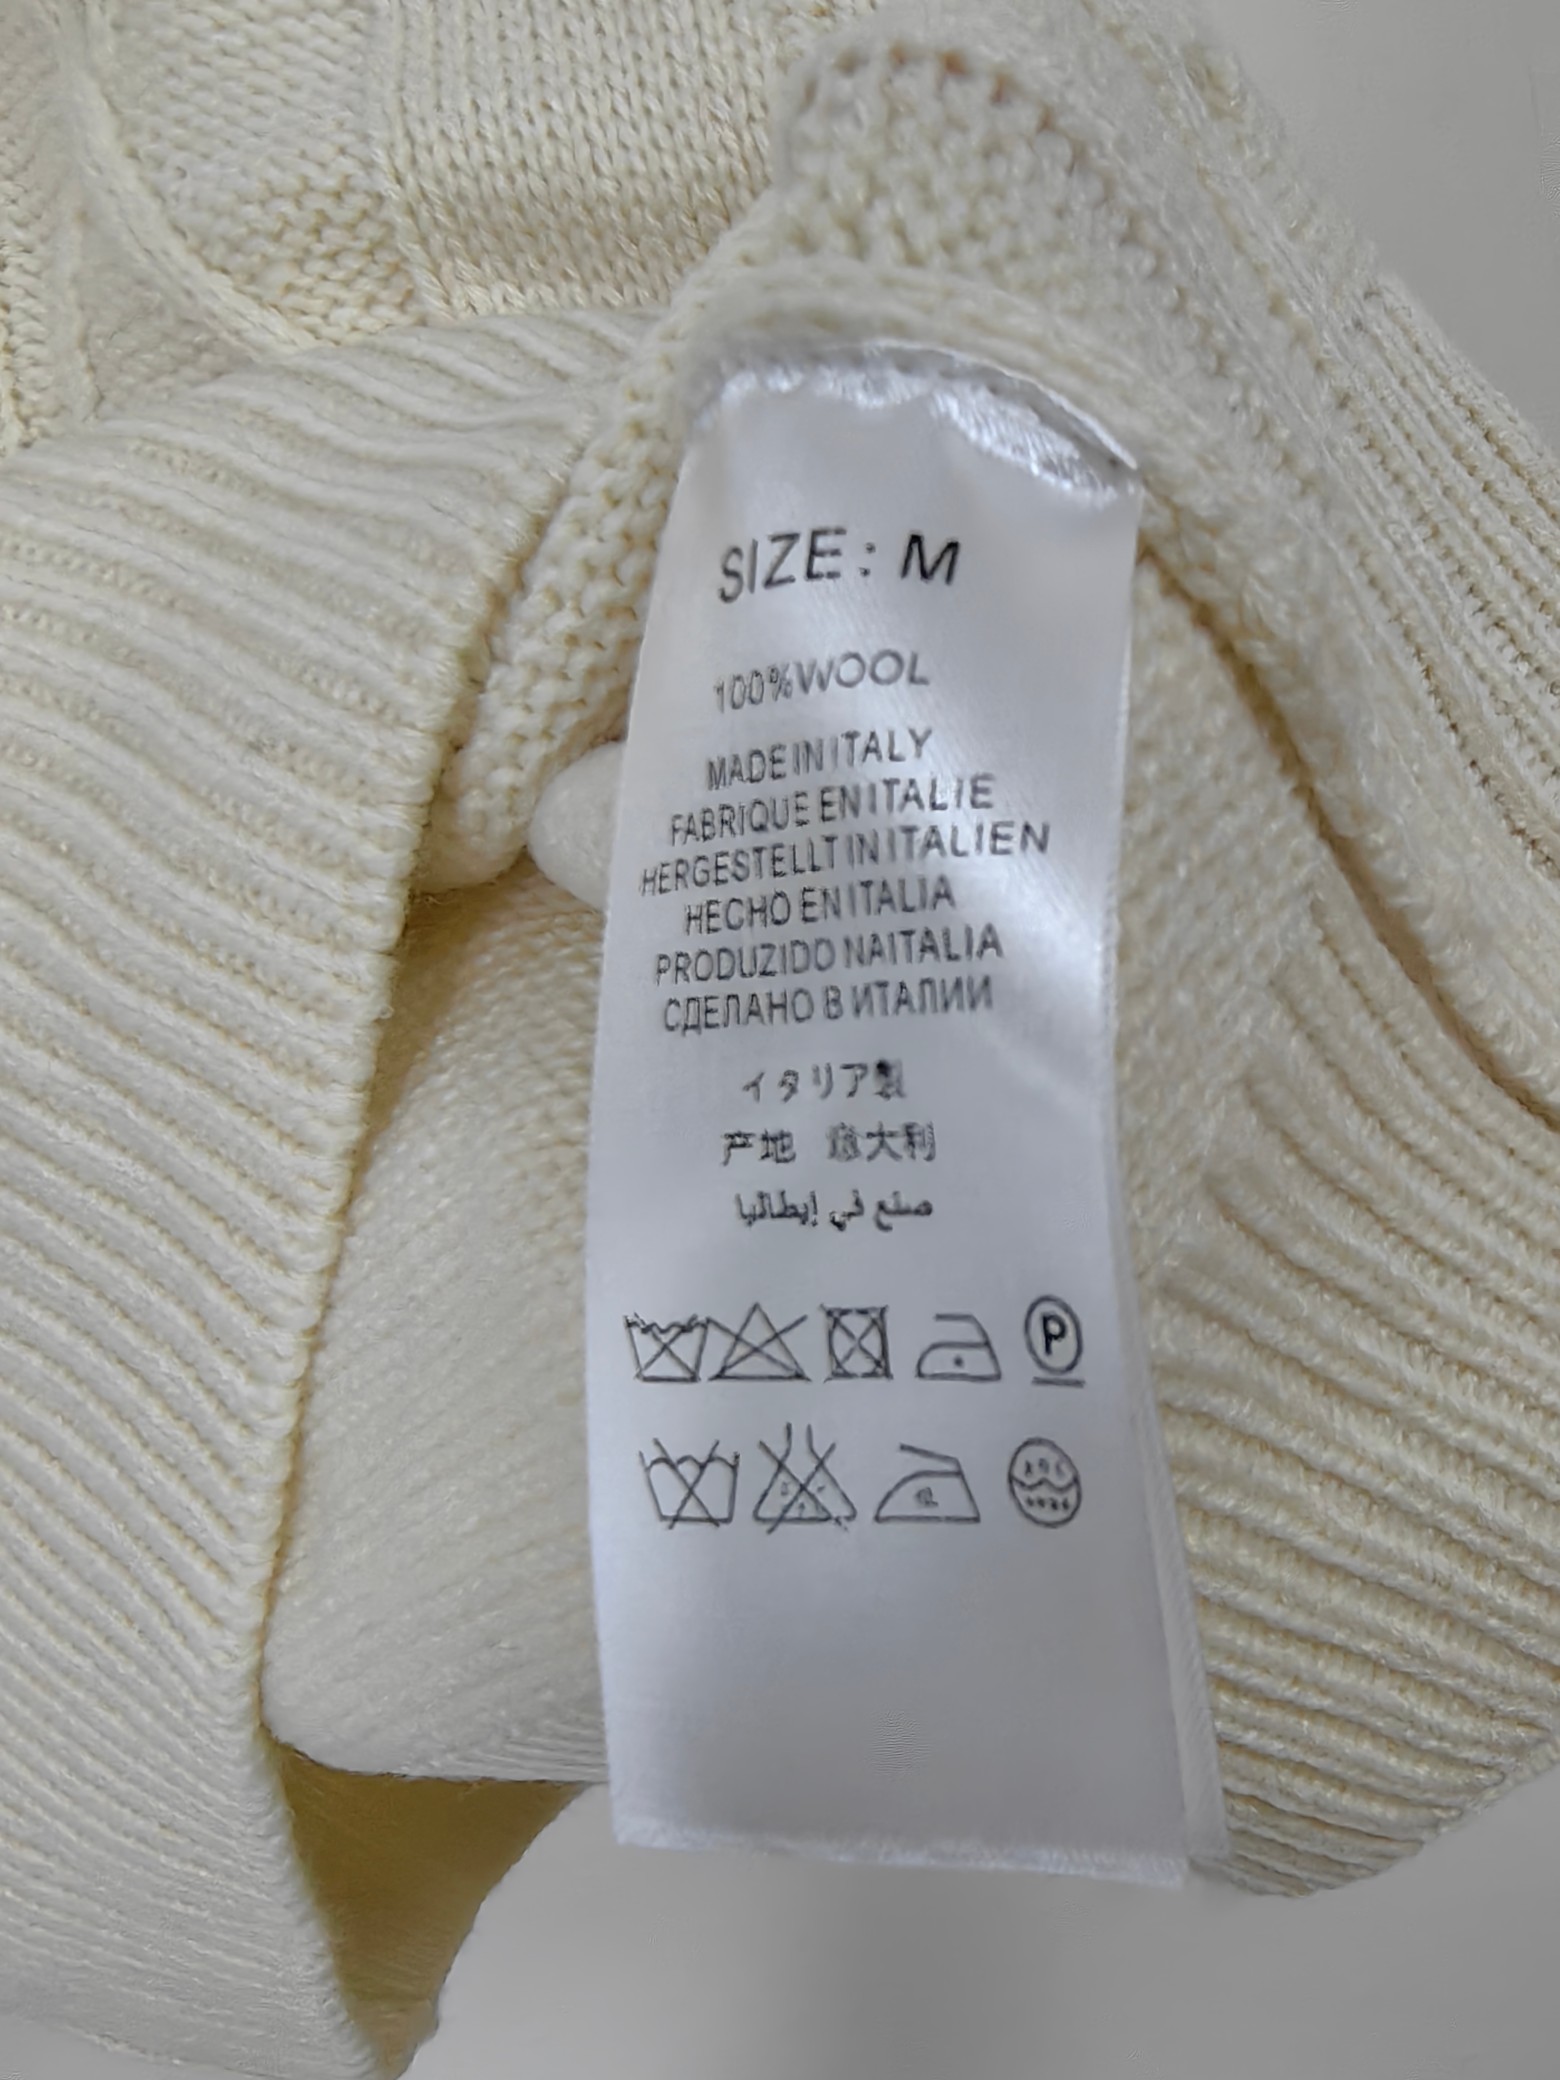 SIZE: M
100%WOOL
MADE IN ITALY
FABRIQUE EN ITALIE
HERGESTELLT IN ITALIEN
HECHO EN ITALIA
PRODUZIDO NA ITALIA
СДЕЛАНО В ИТАЛИИ
イタリア製
产地 意大利
صنع في إيطاليا
P